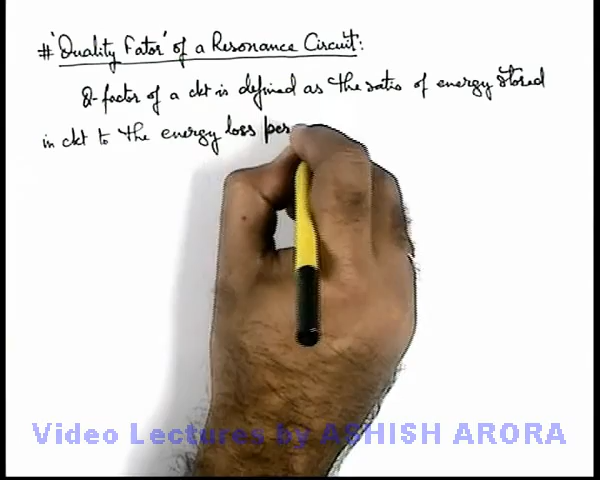 # 'Quality Fator' of a Resonance Circuit:
Q-factor of a ckt is defined as the ratio of energy stored
in ckt to the energy loss per
Video Lectures by ASHISH ARORA